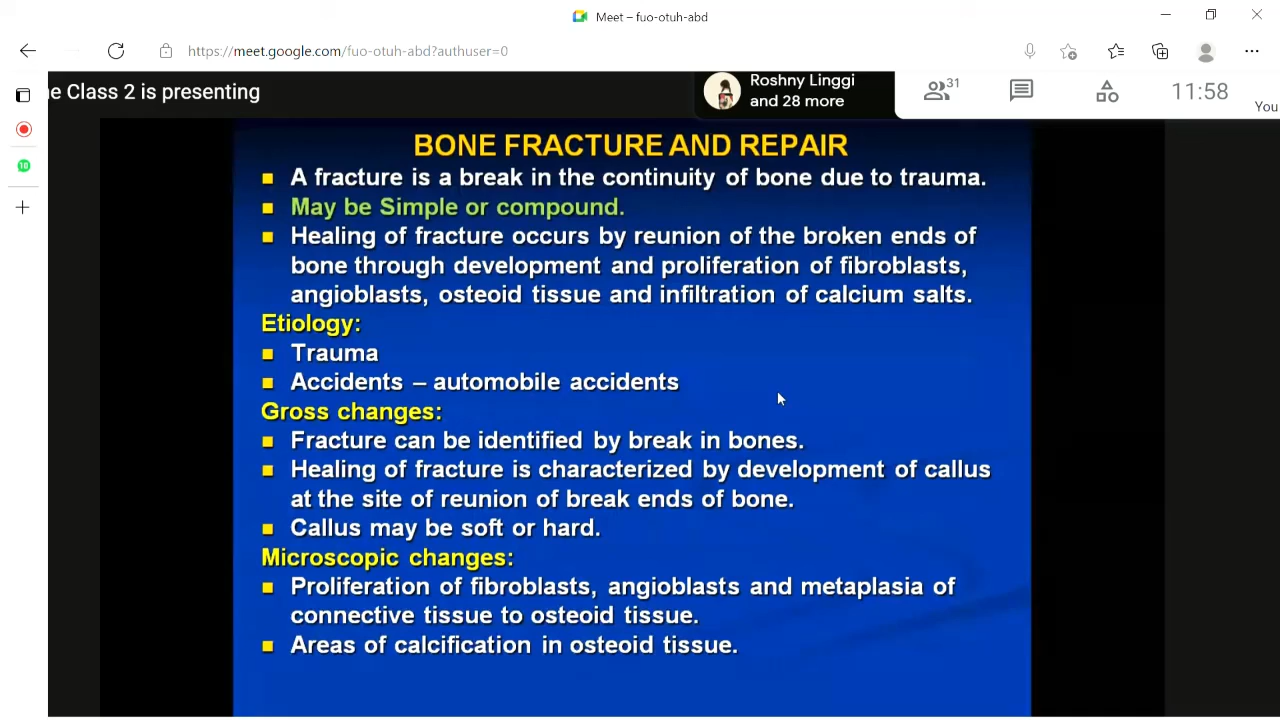 Meet – fuo-otuh-abd
https://meet.google.com/fuo-otuh-abd?authuser=0
e Class 2 is presenting
Roshny Linggi
and 28 more
31
11:58
You
10
BONE FRACTURE AND REPAIR
A fracture is a break in the continuity of bone due to trauma.
May be Simple or compound.
Healing of fracture occurs by reunion of the broken ends of
bone through development and proliferation of fibroblasts,
angioblasts, osteoid tissue and infiltration of calcium salts.
Etiology:
Trauma
Accidents – automobile accidents
Gross changes:
Fracture can be identified by break in bones.
Healing of fracture is characterized by development of callus
at the site of reunion of break ends of bone.
Callus may be soft or hard.
Microscopic changes:
Proliferation of fibroblasts, angioblasts and metaplasia of
connective tissue to osteoid tissue.
Areas of calcification in osteoid tissue.